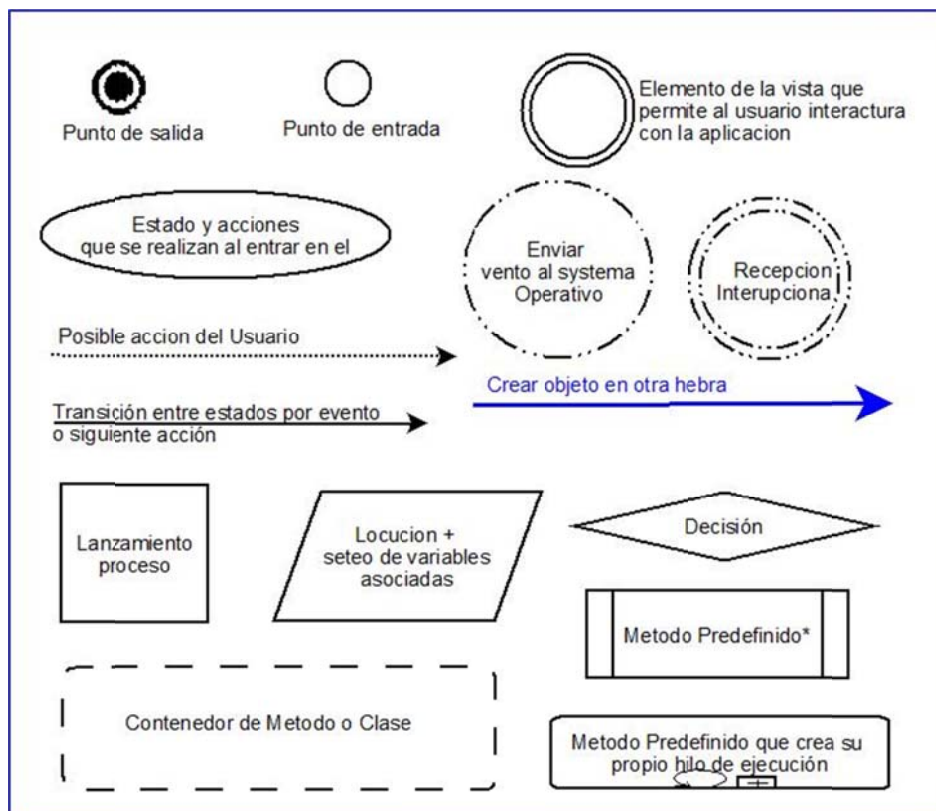 Punto de salida
Punto de entrada
Elemento de la vista que
permite al usuario interactura
con la aplicacion
Estado y acciones
que se realizan al entrar en el
Enviar
vento al systema
Operativo
Recepcion
Interupciona
Posible accion del Usuario
Crear objeto en otra hebra
Transición entre estados por evento
o siguiente acción
Lanzamiento
proceso
Locucion +
seteo de variables
asociadas
Decisión
Metodo Predefinido*
Contenedor de Metodo o Clase
Metodo Predefinido que crea su
propio hilo de ejecución